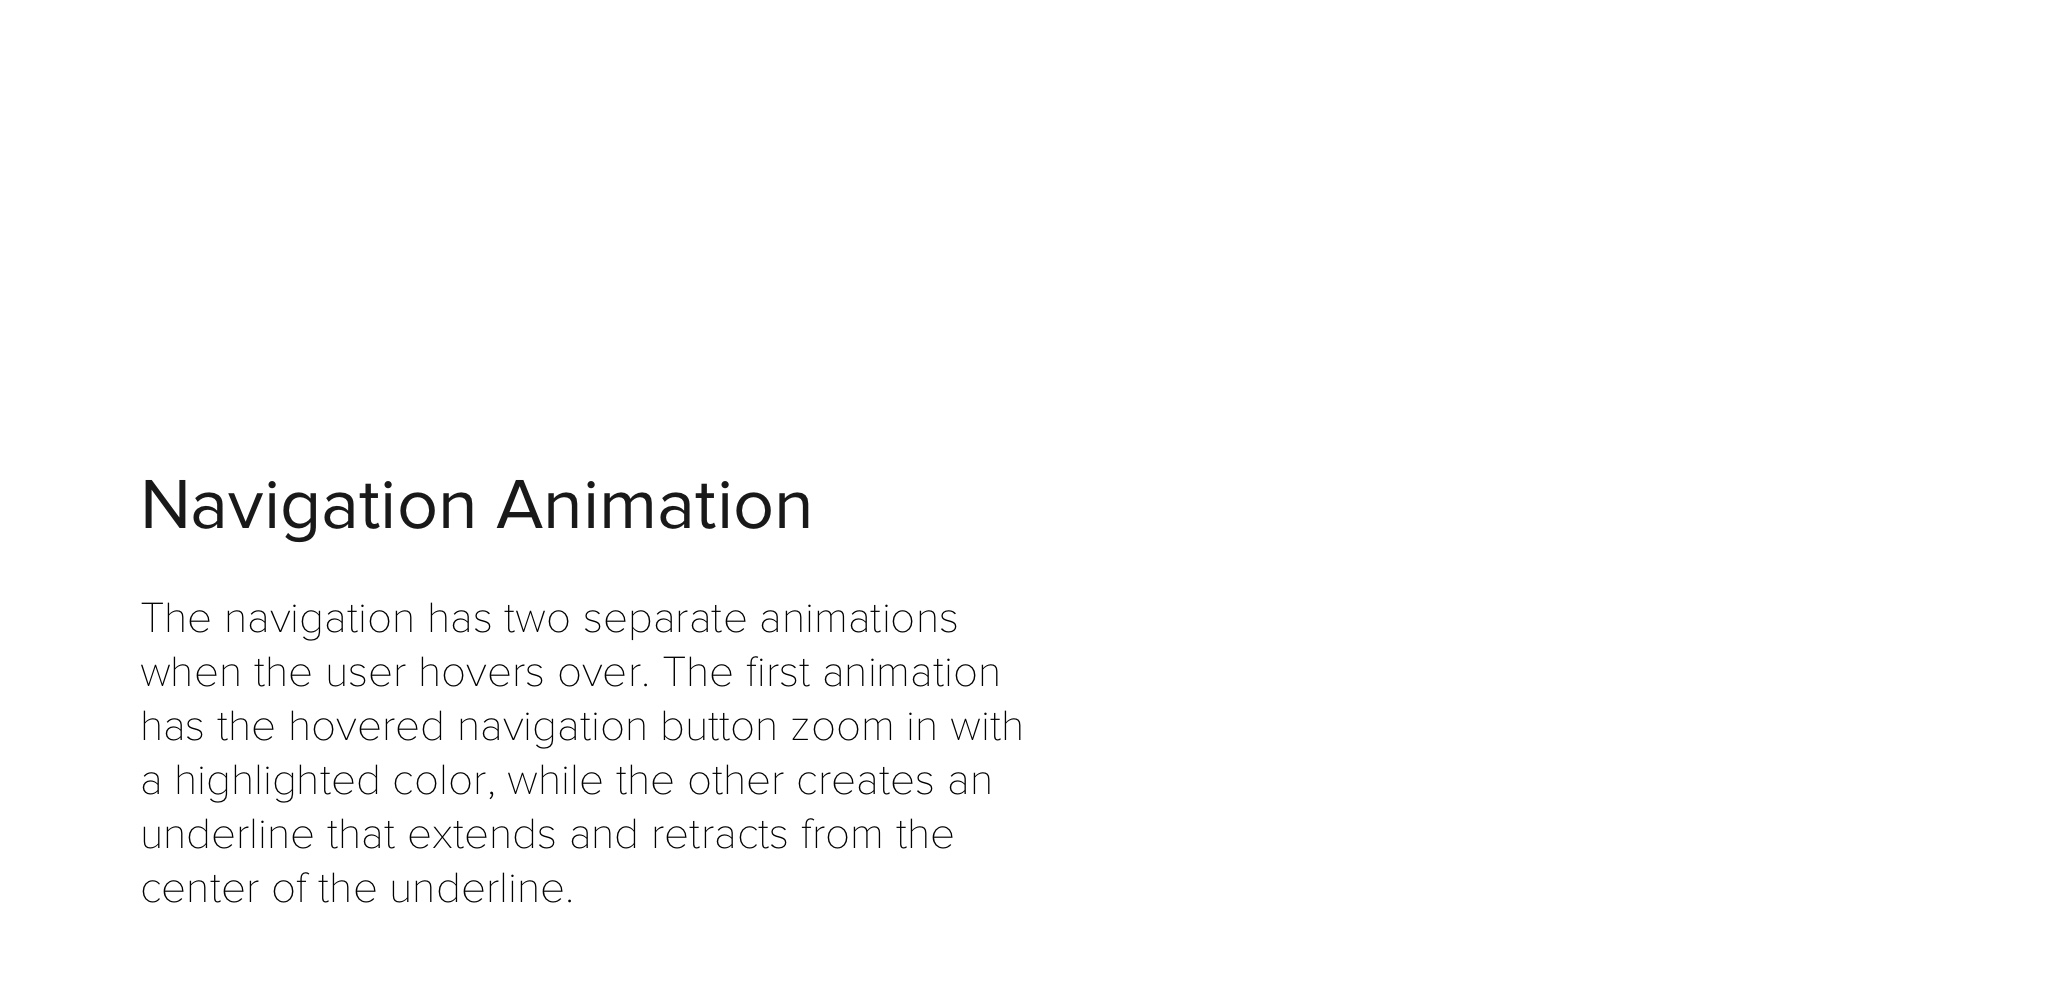 Navigation Animation
The navigation has two separate animations
when the user hovers over. The first animation
has the hovered navigation button zoom in with
a highlighted color, while the other creates an
underline that extends and retracts from the
center of the underline.